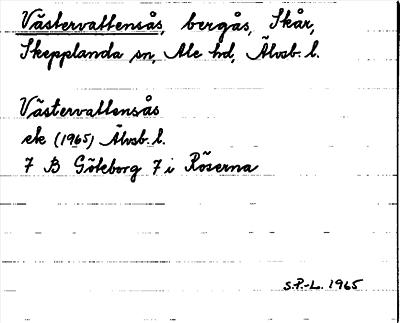 Västervattensås, bergås, Skår,
Skepplanda sn, Ale hd, Älvsb. l.
Västervattensås
ek (1965) Älvsb. l.
7 B Göteborg 7 i Röserna
S.P.-L. 1965